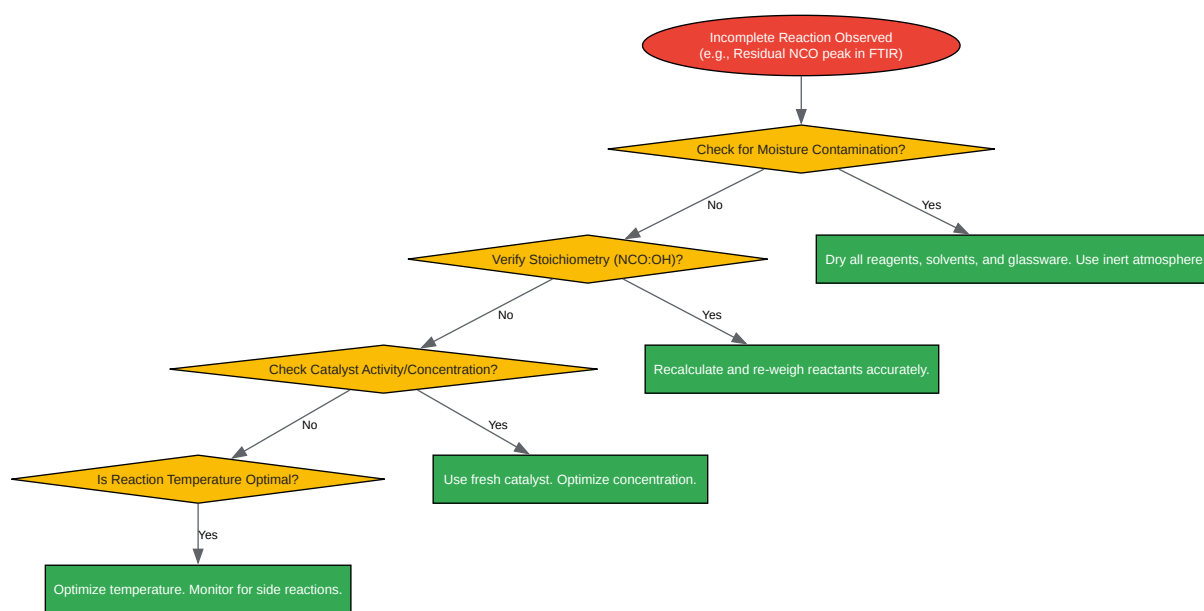 Incomplete Reaction Observed
(e.g., Residual NCO peak in FTIR)
Check for Moisture Contamination?
No
Yes
Verify Stoichiometry (NCO:OH)?
Dry all reagents, solvents, and glassware. Use inert atmosphere
No
Yes
Check Catalyst Activity/Concentration?
Recalculate and re-weigh reactants accurately.
No
Yes
Is Reaction Temperature Optimal?
Use fresh catalyst. Optimize concentration.
Yes
Optimize temperature. Monitor for side reactions.